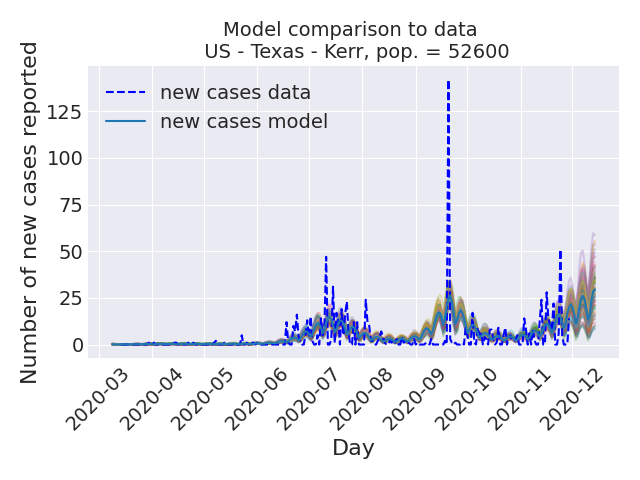 Model comparison to data
US - Texas - Kerr, pop. = 52600
Number of new cases reported
new cases data
new cases model
125
100
75
50
25
0
2020-03
2020-04
2020-05
2020-06
2020-07
2020-08
2020-09
2020-10
2020-11
2020-12
Day